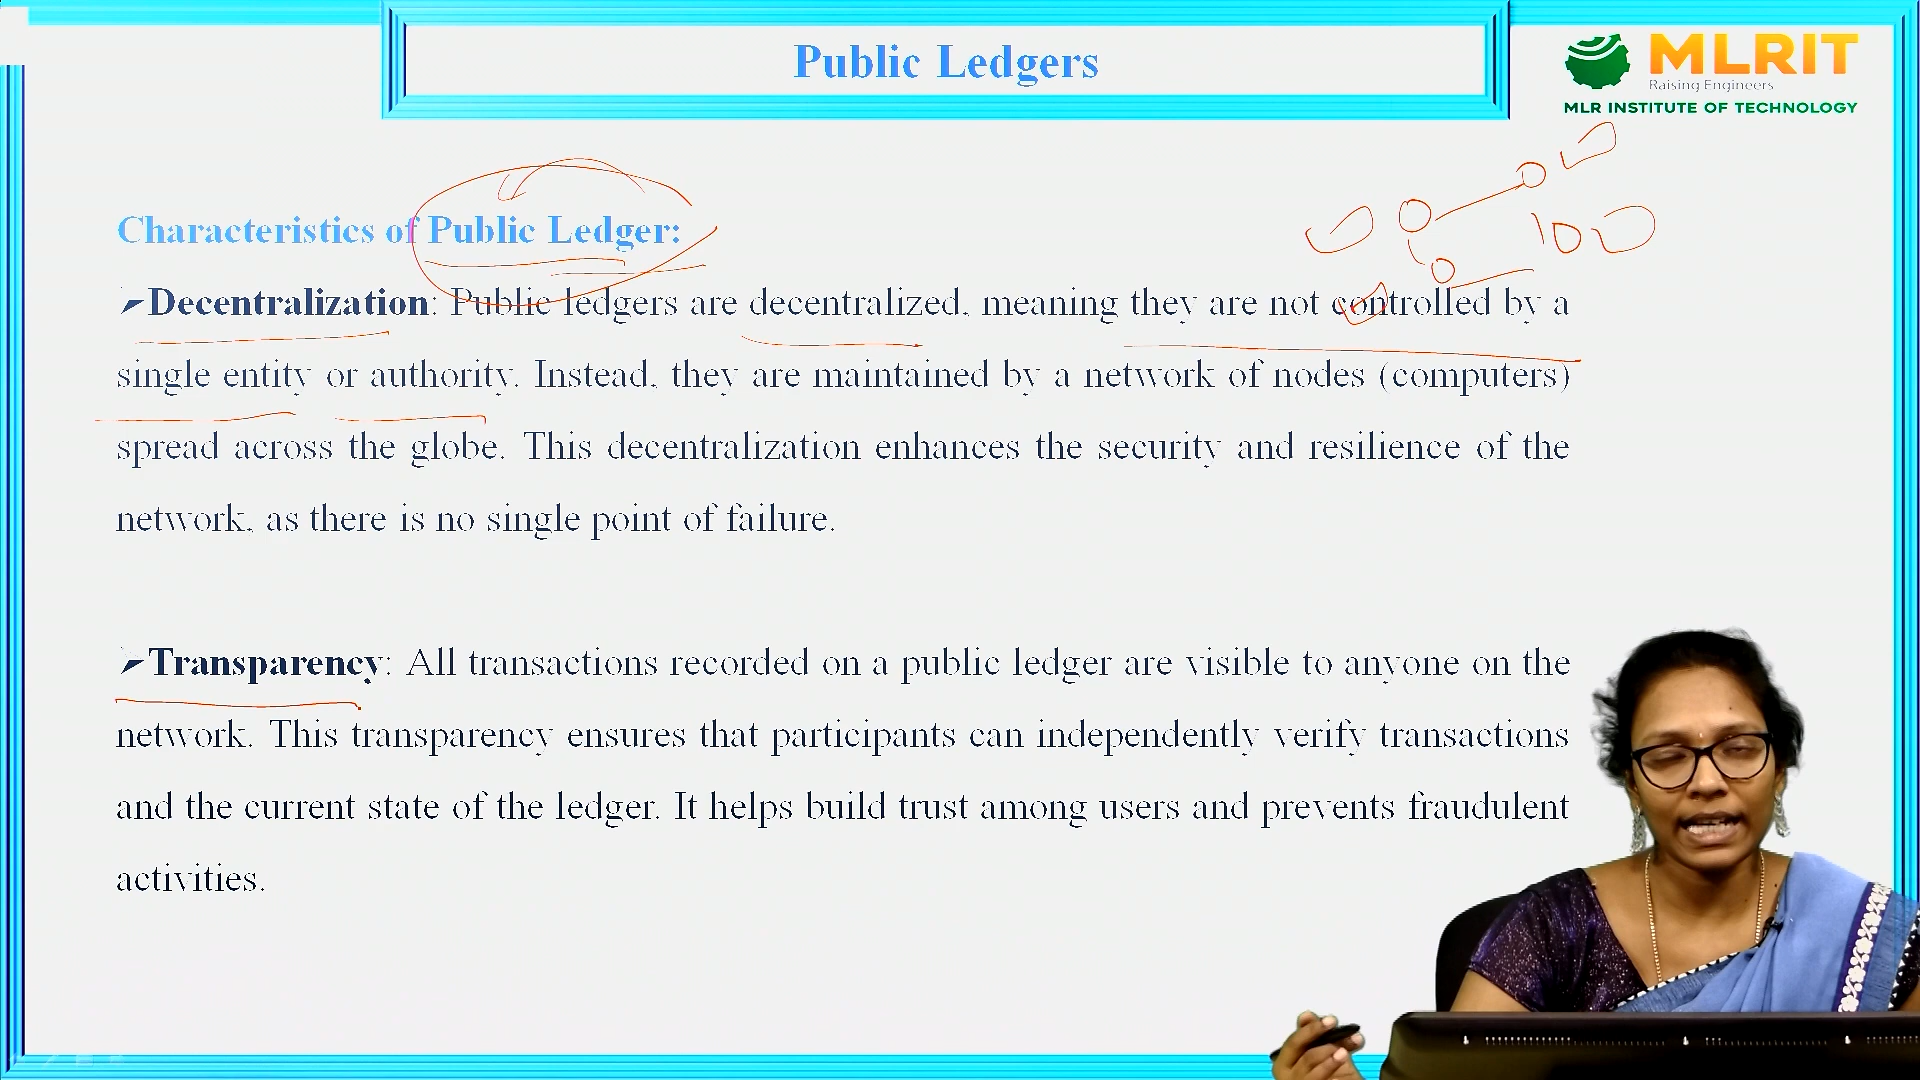 Public Ledgers
MLRIT
Raising Engineers
MLR INSTITUTE OF TECHNOLOGY
Characteristics of Public Ledger:
➢Decentralization: Public ledgers are decentralized, meaning they are not controlled by a
single entity or authority. Instead, they are maintained by a network of nodes (computers)
spread across the globe. This decentralization enhances the security and resilience of the
network, as there is no single point of failure.
➢Transparency: All transactions recorded on a public ledger are visible to anyone on the
network. This transparency ensures that participants can independently verify transactions
and the current state of the ledger. It helps build trust among users and prevents fraudulent
activities.